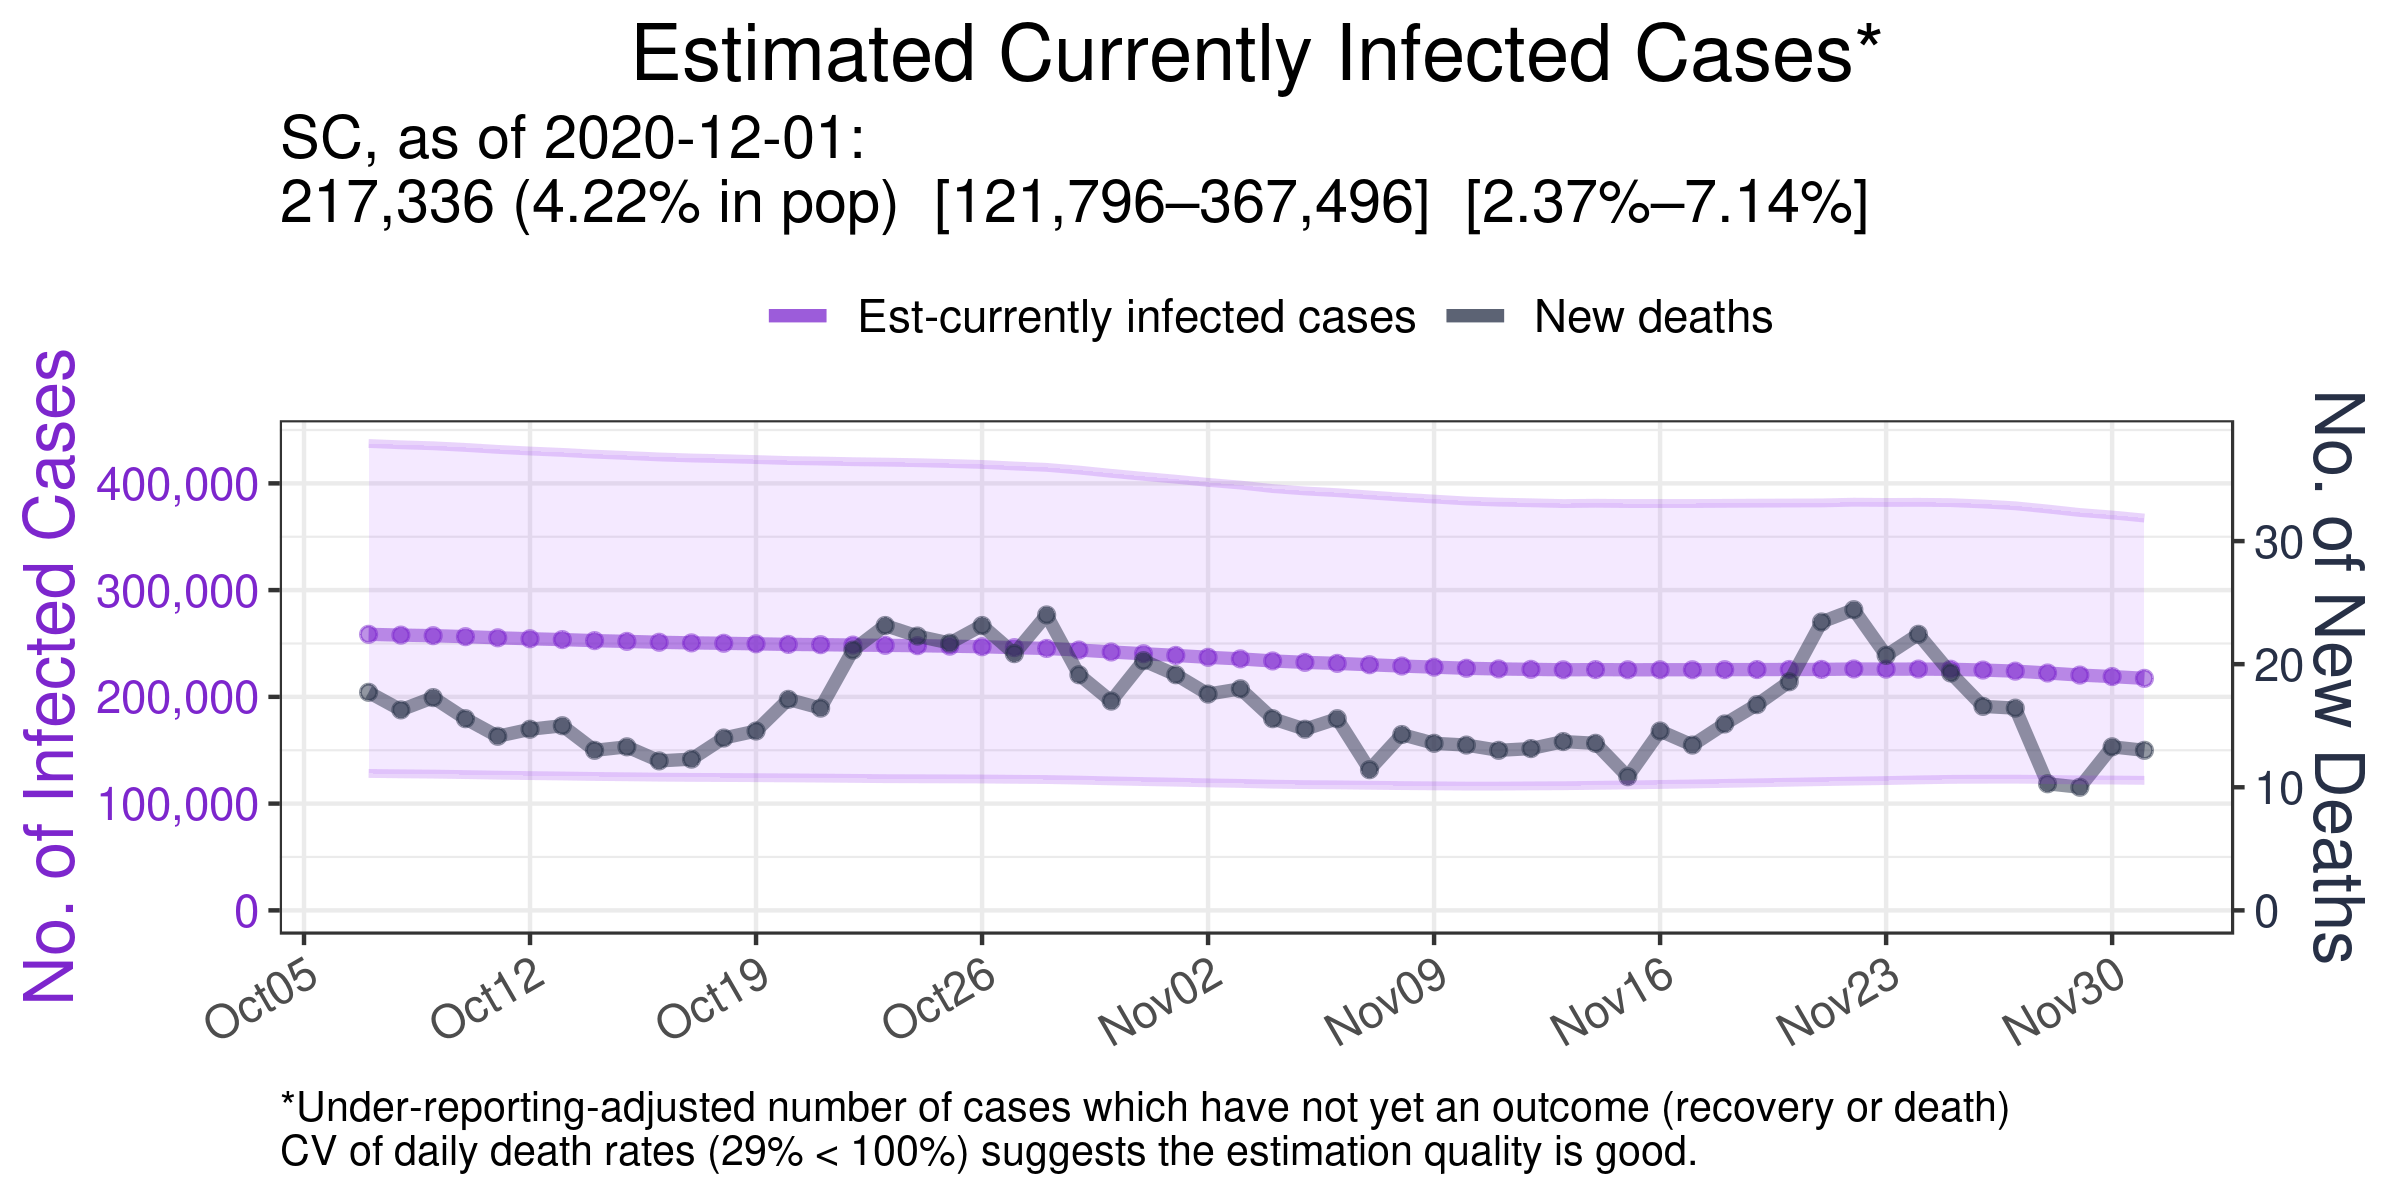 Estimated Currently Infected Cases*
SC, as of 2020-12-01:
217,336 (4.22% in pop)  [121,796–367,496]  [2.37%–7.14%]
Est-currently infected cases
New deaths
No. of Infected Cases
400,000
300,000
200,000
100,000
0
30
20
10
0
No. of New Deaths
Oct05
Oct12
Oct19
Oct26
Nov02
Nov09
Nov16
Nov23
Nov30
*Under-reporting-adjusted number of cases which have not yet an outcome (recovery or death)
CV of daily death rates (29% < 100%) suggests the estimation quality is good.